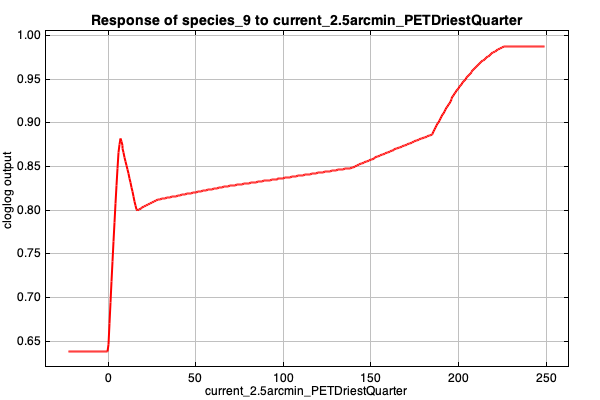 Response of species_9 to current_2.5arcmin_PETDriestQuarter
1.00
0.95
0.90
0.85
0.80
0.75
0.70
0.65
cloglog output
0 50 100 150 200 250
current_2.5arcmin_PETDriestQuarter